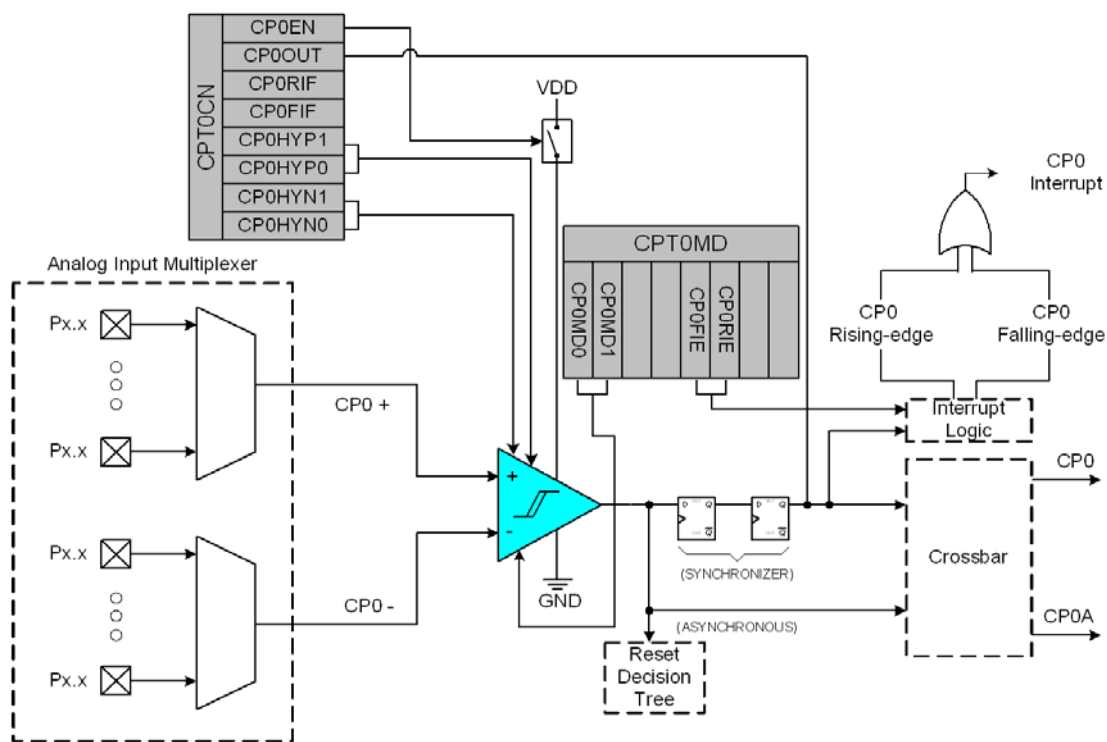 CPT0CN
CP0EN
CP0OUT
CP0RIF
CP0FIF
CP0HYP1
CP0HYP0
CP0HYN1
CP0HYN0
VDD
CP0
Interrupt
CPT0MD
CP0MD0
CP0MD1
CP0FIE
CP0RIE
CP0
Rising-edge
CP0
Falling-edge
Interrupt
Logic
Analog Input Multiplexer
Px.x
Px.x
CP0 +
Px.x
Px.x
CP0 -
+
-
GND
(SYNCHRONIZER)
(ASYNCHRONOUS)
Reset
Decision
Tree
Crossbar
CP0
CP0A